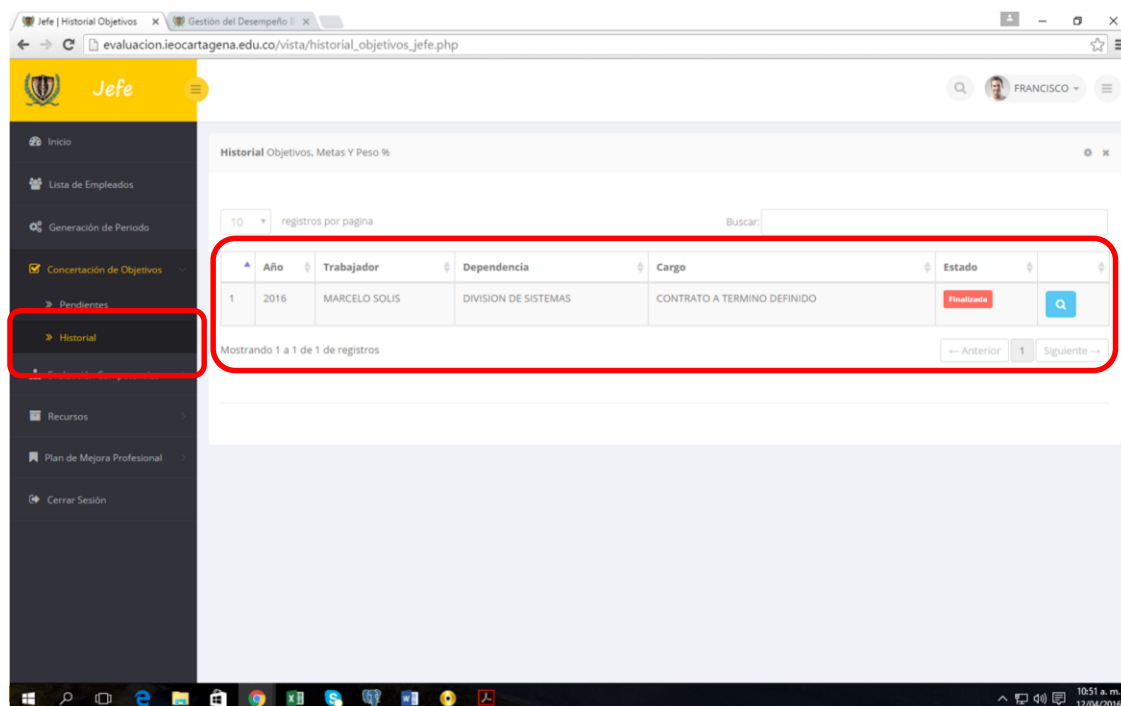 Jefe | Historial Objetivos
Gestión del Desempeño
evaluacion.ieocartagena.edu.co/vista/historial_objetivos_jefe.php
Jefe
FRANCISCO
Inicio
Lista de Empleados
Generación de Periodo
Concertación de Objetivos
Pendientes
Historial
Recursos
Plan de Mejora Profesional
Cerrar Sesión
Historial Objetivos, Metas Y Peso %
10 registros por pagina Buscar:
Año Trabajador Dependencia Cargo Estado
1 2016 MARCELO SOLIS DIVISION DE SISTEMAS CONTRATO A TERMINO DEFINIDO Finalizada
Mostrando 1 a 1 de 1 de registros ← Anterior 1 Siguiente →
10:51 a. m.
12/04/2016